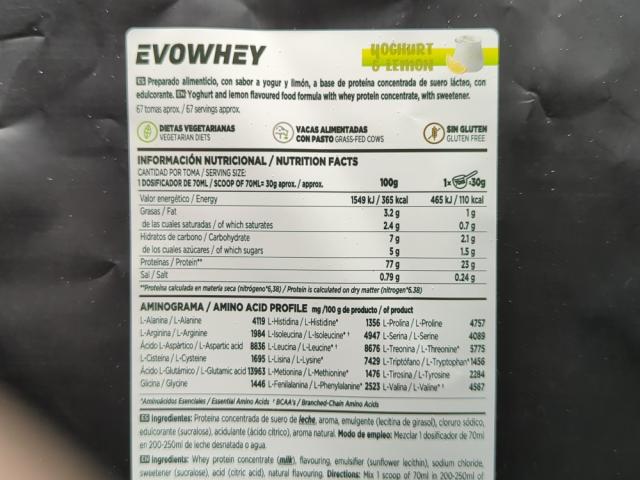 EVOWHEY
YOGHURT
& LEMON
ES Preparado alimenticio, con sabor a yogur y limón, a base de proteína concentrada de suero lácteo, con
edulcorante. EN Yoghurt and lemon flavoured food formula with whey protein concentrate, with sweetener.
67 tomas aprox. / 67 servings approx.
DIETAS VEGETARIANAS
VEGETARIAN DIETS
VACAS ALIMENTADAS
CON PASTO GRASS-FED COWS
SIN GLUTEN
GLUTEN FREE
INFORMACIÓN NUTRICIONAL / NUTRITION FACTS
CANTIDAD POR TOMA / SERVING SIZE:
1 DOSIFICADOR DE 70ML / SCOOP OF 70ML= 30g aprox. / approx. 100g 1x 30g
Valor energético / Energy 1549 kJ / 365 kcal 465 kJ / 110 kcal
Grasas / Fat 3.2 g 1 g
de las cuales saturadas / of which saturates 2.4 g 0.7 g
Hidratos de carbono / Carbohydrate 7 g 2.1 g
de los cuales azúcares / of which sugars 5 g 1.5 g
Proteínas / Protein** 77 g 23 g
Sal / Salt 0.79 g 0.24 g
**Proteína calculada en materia seca (nitrógeno*6,38) / Protein is calculated on dry matter (nitrogen*6.38)
AMINOGRAMA / AMINO ACID PROFILE mg /100 g de producto / of product
L-Alanina / L-Alanine 4119 L-Histidina / L-Histidine* 1356 L-Prolina / L-Proline 4757
L-Arginina / L-Arginine 1984 L-Isoleucina / L-Isoleucine* † 4947 L-Serina / L-Serine 4089
Ácido L-Aspártico / L-Aspartic acid 8836 L-Leucina / L-Leucine* † 8676 L-Treonina / L-Threonine* 5775
L-Cisteína / L-Cysteine 1695 L-Lisina / L-Lysine* 7429 L-Triptófano / L-Tryptophan* 1456
Ácido L-Glutámico / L-Glutamic acid 13963 L-Metionina / L-Methionine* 1476 L-Tirosina / L-Tyrosine 2284
Glicina / Glycine 1446 L-Fenilalanina / L-Phenylalanine* 2523 L-Valina / L-Valine* † 4567
*Aminoácidos Esenciales / Essential Amino Acids † BCAA's / Branched-Chain Amino Acids
ES Ingredientes: Proteína concentrada de suero de leche, aroma, emulgente (lecitina de girasol), cloruro sódico,
edulcorante (sucralosa), acidulante (ácido cítrico), aroma natural. Modo de empleo: Mezclar 1 dosificador de 70ml
en 200-250ml de leche desnatada o agua.
EN Ingredients: Whey protein concentrate (milk), flavouring, emulsifier (sunflower lecithin), sodium chloride,
sweetener (sucralose), acid (citric acid), natural flavouring. Directions: Mix 1 scoop of 70ml in 200-250ml of